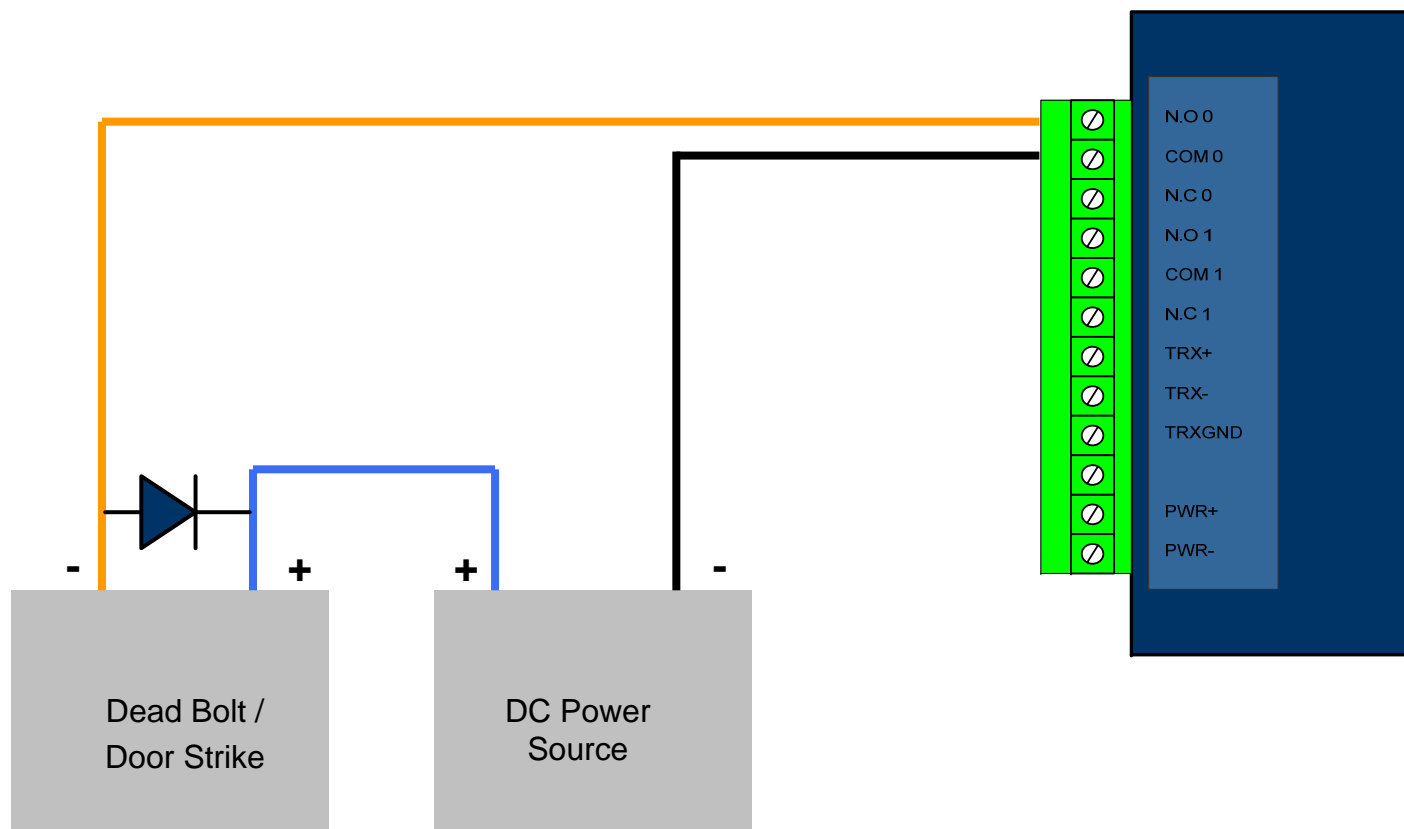 N.O 0
COM 0
N.C 0
N.O 1
COM 1
N.C 1
TRX+
TRX-
TRXGND
PWR+
PWR-
- + + -
Dead Bolt /
Door Strike
DC Power
Source